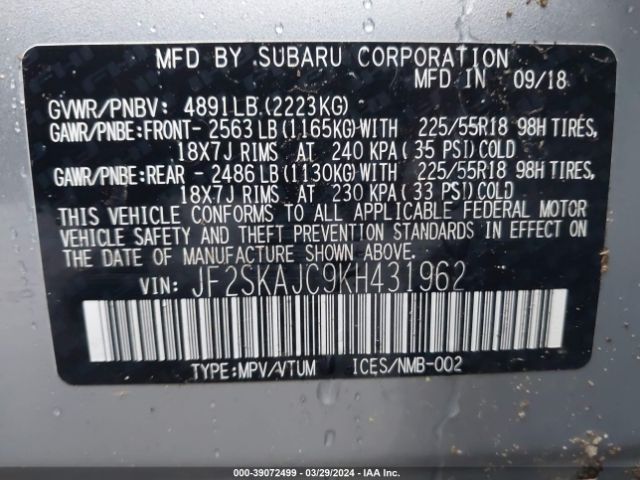 MFD BY SUBARU CORPORATION
MFD IN 09/18
GVWR/PNBV: 4891LB (2223KG)
GAWR/PNBE:FRONT- 2563 LB(1165KG)WITH 225/55R18 98H TIRES,
18X7J RIMS AT 240 KPA( 35 PSI)COLD
GAWR/PNBE:REAR - 2486 LB(1130KG)WITH 225/55R18 98H TIRES,
18X7J RIMS AT 230 KPA( 33 PSI)COLD
THIS VEHICLE CONFORMS TO ALL APPLICABLE FEDERAL MOTOR
VEHICLE SAFETY AND THEFT PREVENTION STANDARDS IN EFFECT ON
THE DATE OF MANUFACTURE SHOWN ABOVE.
VIN: JF2SKAJC9KH431962
TYPE:MPV/VTUM ICES/NMB-002
000-39072499 - 03/29/2024 - IAA Inc.